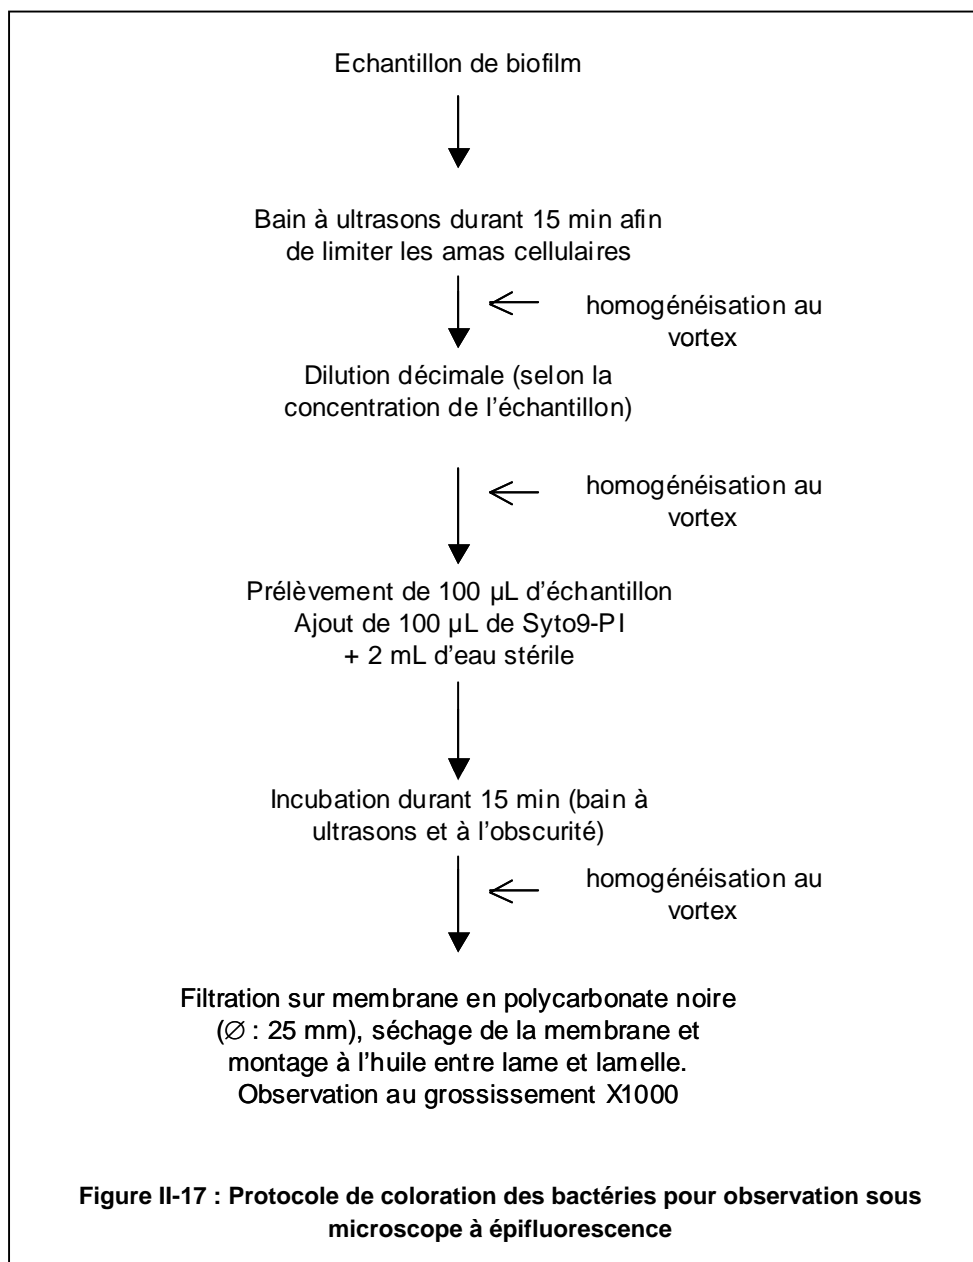 Echantillon de biofilm
Bain à ultrasons durant 15 min afin
de limiter les amas cellulaires
homogénéisation au
vortex
Dilution décimale (selon la
concentration de l'échantillon)
homogénéisation au
vortex
Prélèvement de 100 µL d'échantillon
Ajout de 100 µL de Syto9-PI
+ 2 mL d'eau stérile
Incubation durant 15 min (bain à
ultrasons et à l'obscurité)
homogénéisation au
vortex
Filtration sur membrane en polycarbonate noire
(∅ : 25 mm), séchage de la membrane et
montage à l'huile entre lame et lamelle.
Observation au grossissement X1000
Figure II-17 : Protocole de coloration des bactéries pour observation sous
microscope à épifluorescence